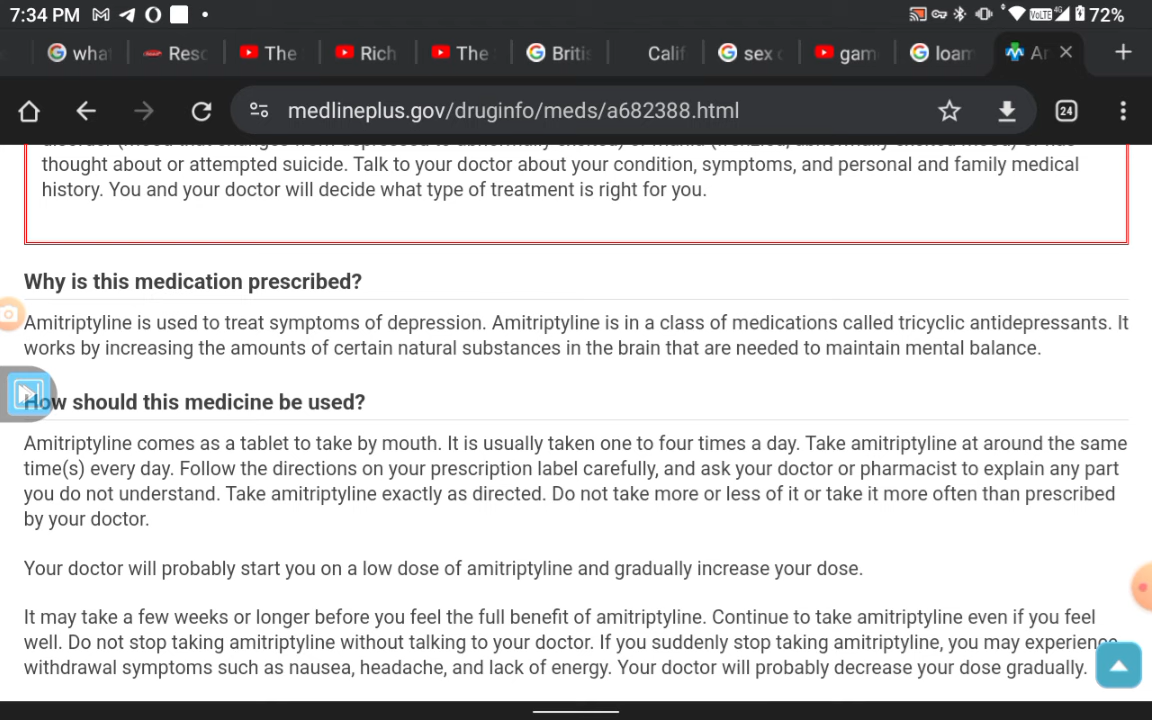 7:34 PM 72%
wha Resc The Rich The Britis Calif sex gam loam Ar
medlineplus.gov/druginfo/meds/a682388.html 24
thought about or attempted suicide. Talk to your doctor about your condition, symptoms, and personal and family medical
history. You and your doctor will decide what type of treatment is right for you.
Why is this medication prescribed?
Amitriptyline is used to treat symptoms of depression. Amitriptyline is in a class of medications called tricyclic antidepressants. It
works by increasing the amounts of certain natural substances in the brain that are needed to maintain mental balance.
How should this medicine be used?
Amitriptyline comes as a tablet to take by mouth. It is usually taken one to four times a day. Take amitriptyline at around the same
time(s) every day. Follow the directions on your prescription label carefully, and ask your doctor or pharmacist to explain any part
you do not understand. Take amitriptyline exactly as directed. Do not take more or less of it or take it more often than prescribed
by your doctor.
Your doctor will probably start you on a low dose of amitriptyline and gradually increase your dose.
It may take a few weeks or longer before you feel the full benefit of amitriptyline. Continue to take amitriptyline even if you feel
well. Do not stop taking amitriptyline without talking to your doctor. If you suddenly stop taking amitriptyline, you may experience
withdrawal symptoms such as nausea, headache, and lack of energy. Your doctor will probably decrease your dose gradually.